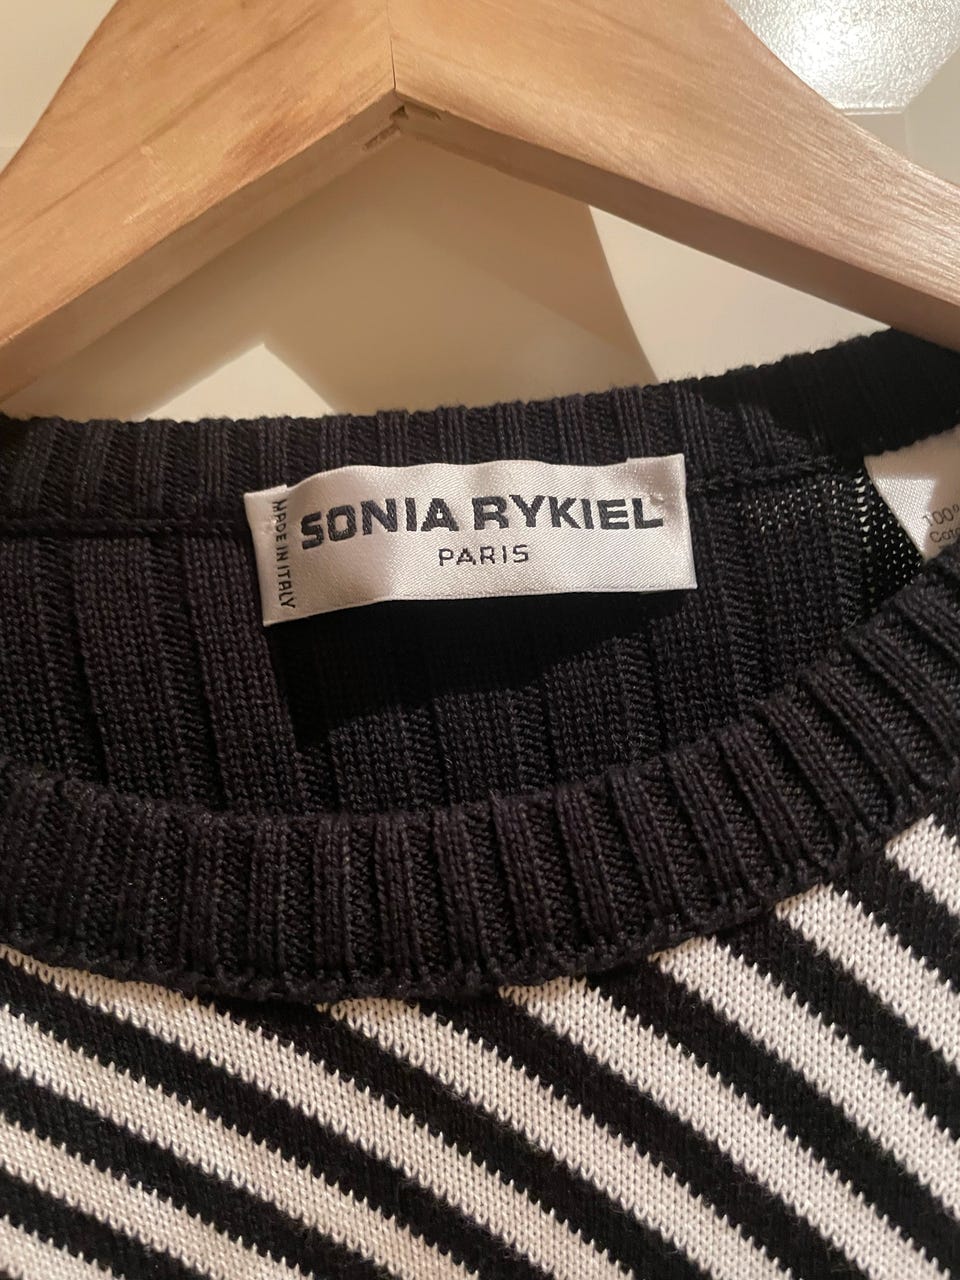 MADE IN ITALY
SONIA RYKIEL
PARIS
100%